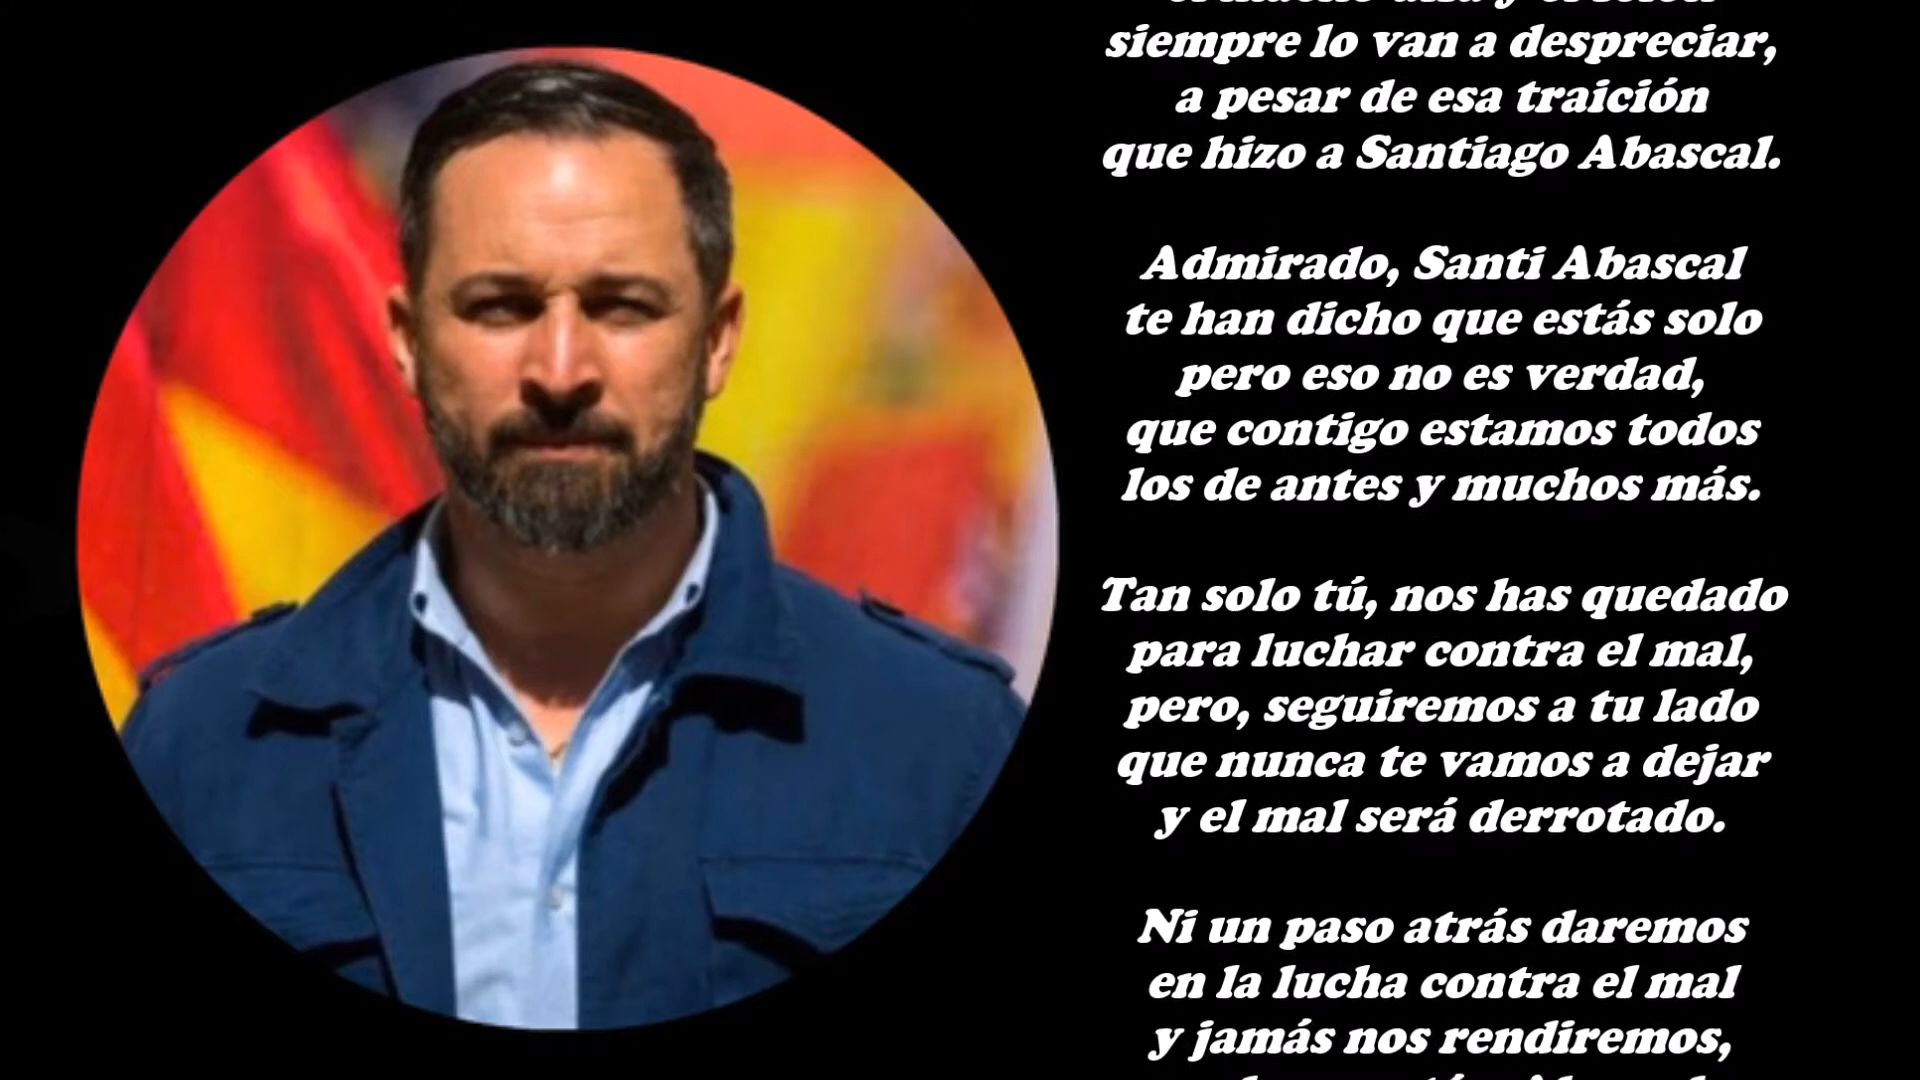 siempre lo van a despreciar,
a pesar de esa traición
que hizo a Santiago Abascal.
Admirado, Santi Abascal
te han dicho que estás solo
pero eso no es verdad,
que contigo estamos todos
los de antes y muchos más.
Tan solo tú, nos has quedado
para luchar contra el mal,
pero, seguiremos a tu lado
que nunca te vamos a dejar
y el mal será derrotado.
Ni un paso atrás daremos
en la lucha contra el mal
y jamás nos rendiremos,